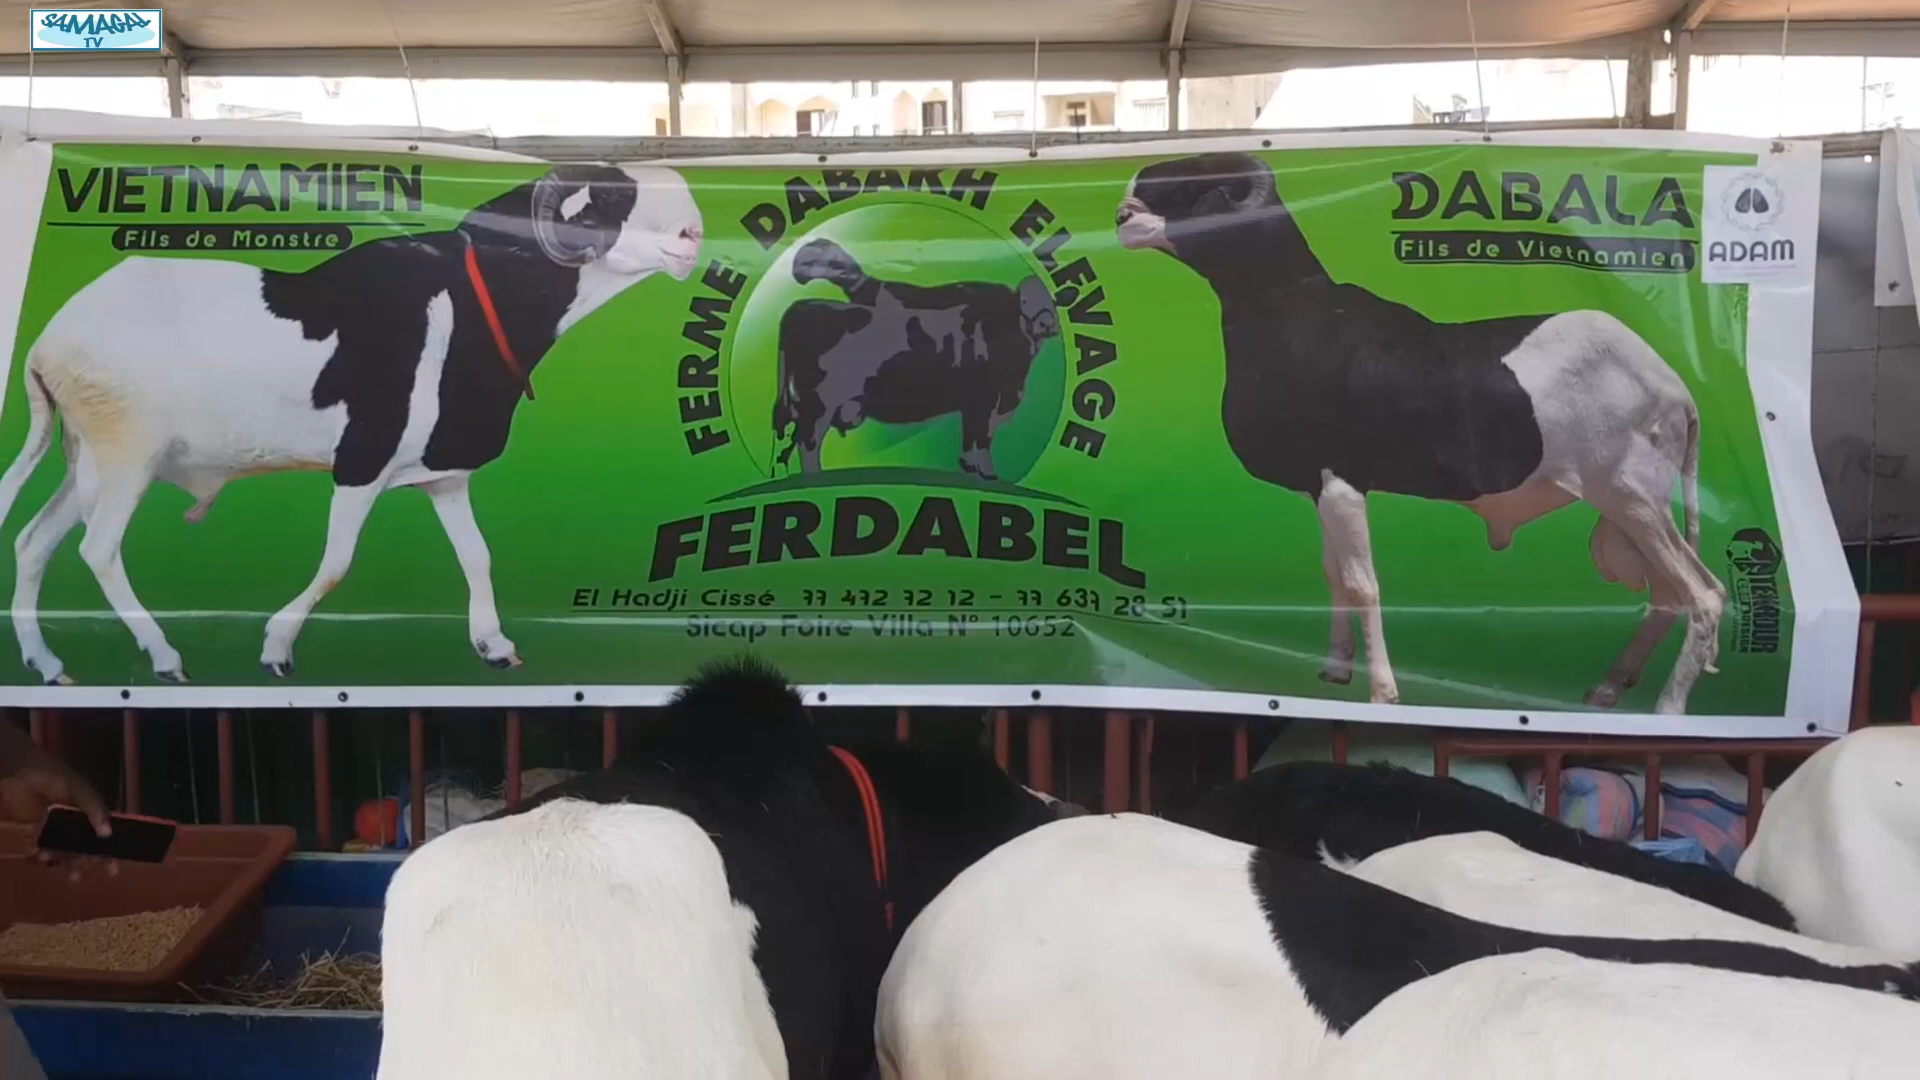 SAMAGAL
TV
VIETNAMIEN
Fils de Monstre
FERME DABAKH ELEVAGE
DABALA
Fils de Vietnamien
ADAM
FERDABEL
El Hadji Cissé 77 472 72 12 - 77 637 28 51
Sicap Foire Villa N° 10652